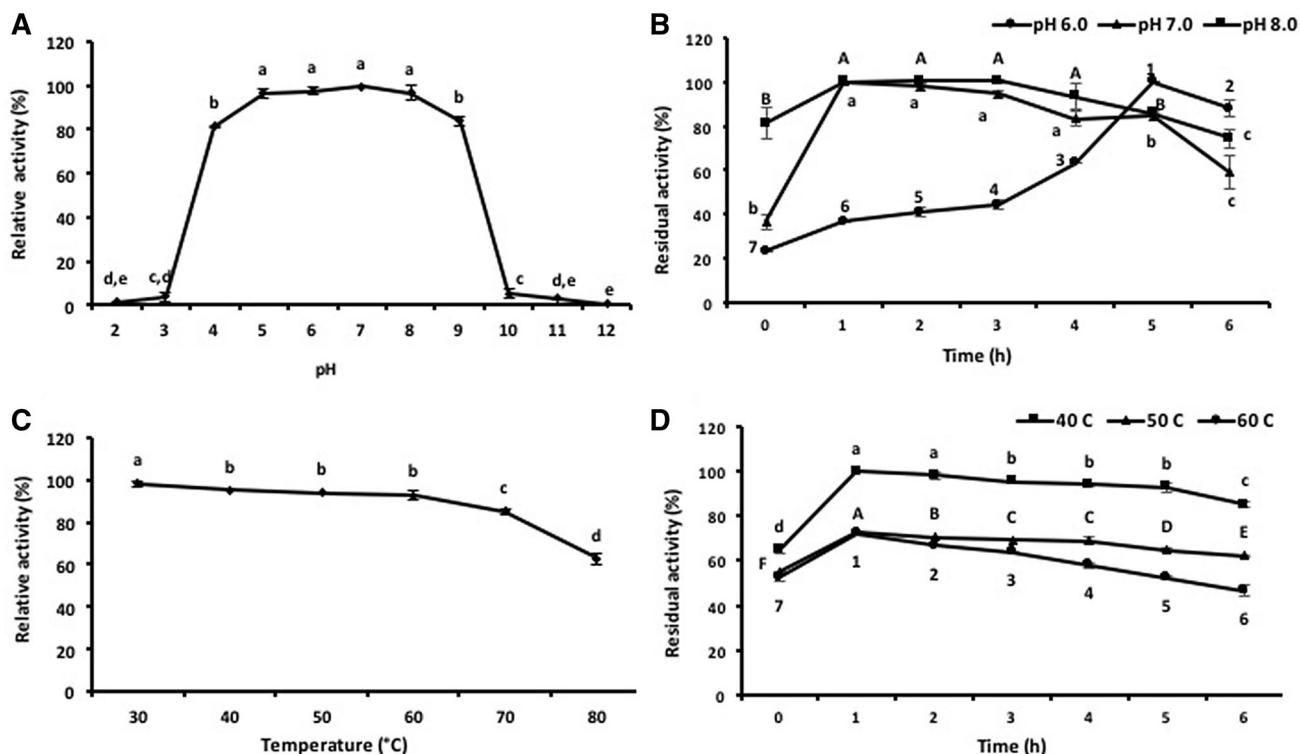 A
Relative activity (%)
120
100
80
60
40
20
0
d,e
c,d
b
a
a
a
a
b
c
d,e
e
2 3 4 5 6 7 8 9 10 11 12
pH
B
pH 6.0 pH 7.0 pH 8.0
Residual activity (%)
120
100
80
60
40
20
0
B A A A A B c
b a a a a b c
7 6 5 4 3 1 2
0 1 2 3 4 5 6
Time (h)
C
Relative activity (%)
120
100
80
60
40
20
0
a b b b c d
30 40 50 60 70 80
Temperature (°C)
D
40 C 50 C 60 C
Residual activity (%)
120
100
80
60
40
20
0
d a a b b b c
F A B C C D E
7 1 2 3 4 5 6
0 1 2 3 4 5 6
Time (h)